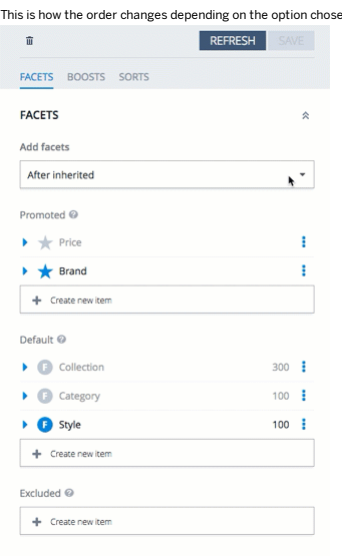 This is how the order changes depending on the option chose
REFRESH SAVE
FACETS BOOSTS SORTS
FACETS
Add facets
After inherited
Promoted ?
Price
Brand
+ Create new item
Default ?
F Collection 300
F Category 100
F Style 100
+ Create new item
Excluded ?
+ Create new item